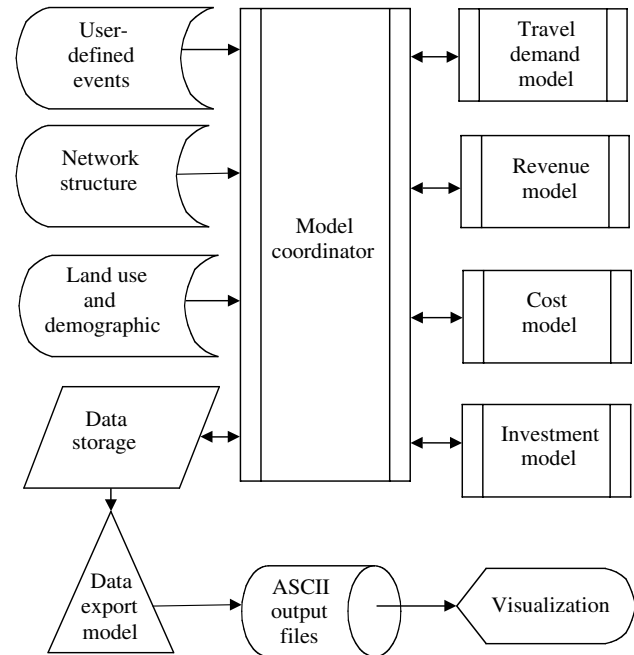 User-
defined
events
Network
structure
Land use
and
demographic
Data
storage
Model
coordinator
Travel
demand
model
Revenue
model
Cost
model
Investment
model
Data
export
model
ASCII
output
files
Visualization